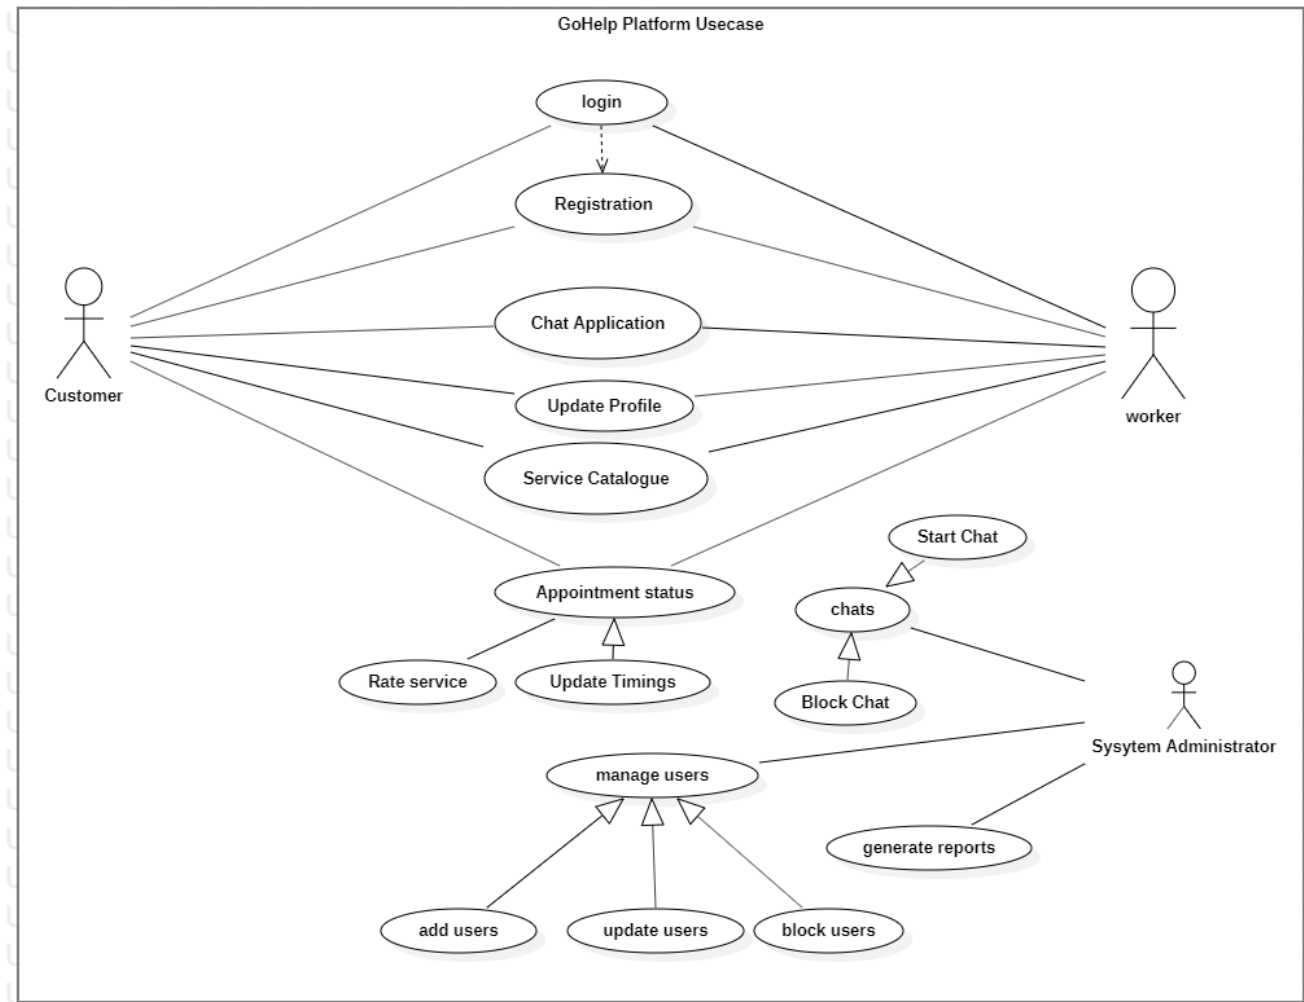 GoHelp Platform Usecase
login
Registration
Chat Application
Customer
Update Profile
worker
Service Catalogue
Start Chat
Appointment status
chats
Rate service
Update Timings
Block Chat
Sysytem Administrator
manage users
generate reports
add users
update users
block users